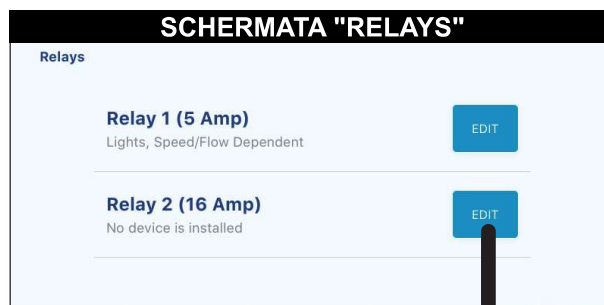 SCHERMATA "RELAYS"
Relays
Relay 1 (5 Amp)
Lights, Speed/Flow Dependent
EDIT
Relay 2 (16 Amp)
No device is installed
EDIT